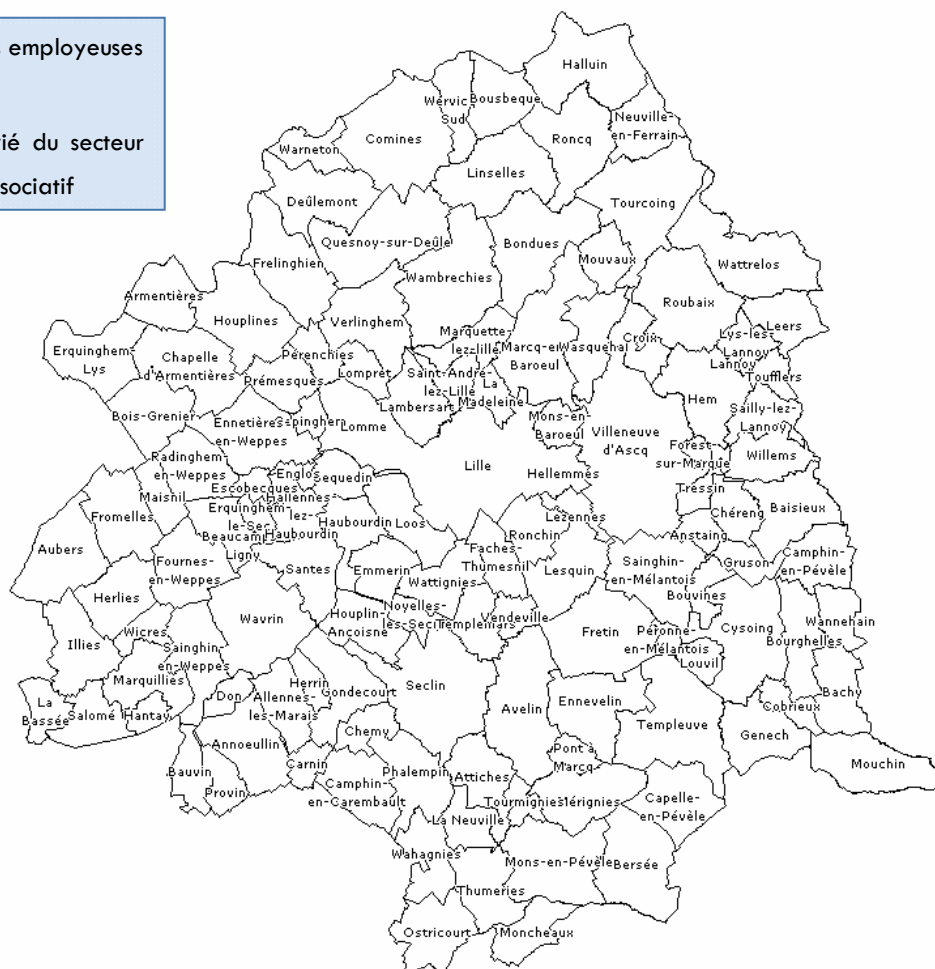 employeuses
du secteur
sociatif
Halluin
Wervic
Sud
Bousbeque
Neuville
-en-Ferrain
Roncq
Comines
Warneton
Linselles
Deûlemont
Tourcoing
Quesnoy-sur-Deûle
Bondues
Mouvaux
Wattrelos
Frelinghien
Wambrechies
Armentières
Roubaix
Houplines
Verlinghem
Marquette-
lez-lille
Marcq-en
Baroeul
Wasquehal
Croix
Lys-lez-
Lannoy
Leers
Erquinghem-
Lys
Chapelle
d'Armentières
Pérenchies
Prémesques
Lompret
Saint-André-
lez-Lille
La
Madeleine
Lannoy
Toufflers
Hem
Lambersart
Bois-Grenier
Ennetières-
en-Weppes
Lomme
Mons-en-
Baroeul
Villeneuve
d'Ascq
Sailly-lez-
Lannoy
Forest-
sur-Marque
Willems
Radinghem
-en-Weppes
Lille
Hellemmes
Englos
Sequedin
Escobecques
Hallennes-
lez-
Haubourdin
Tressin
Maisnil
Fromelles
Erquinghem-
le-Sec
Beaucamp
Ligny
Haubourdin
Loos
Lezennes
Ronchin
Chéreng
Baisieux
Anstaing
Aubers
Fournes-
en-Weppes
Santes
Emmerin
Wattignies
Faches-
Thumesnil
Lesquin
Sainghin-
en-Mélantois
Gruson
Camphin-
en-Pévèle
Bouvines
Herlies
Wavrin
Houplin-
Ancoisne
Noyelles-
les-Secl
Templemars
Vendeville
Fretin
Péronne-
en-Mélantois
Cysoing
Wannehain
Bourghelles
Louvil
Illies
Wicres
Sainghin-
en-Weppes
Marquillies
Herrin
Gondecourt
Seclin
Don
Allennes-
les-Marais
Avelin
Ennevelin
Templeuve
Bachy
Cobrieux
Genech
La
Bassée
Salomé
Hantay
Chemy
Annoeullin
Pont à
Marcq
Mouchin
Bauvin
Provin
Carnin
Camphin-
en-Carembault
Phalempin
Attiches
Tourmignies
Mérignies
Capelle-
en-Pévèle
La Neuville
Wahagnies
Mons-en-Pévèle
Bersée
Thumeries
Ostricourt
Moncheaux